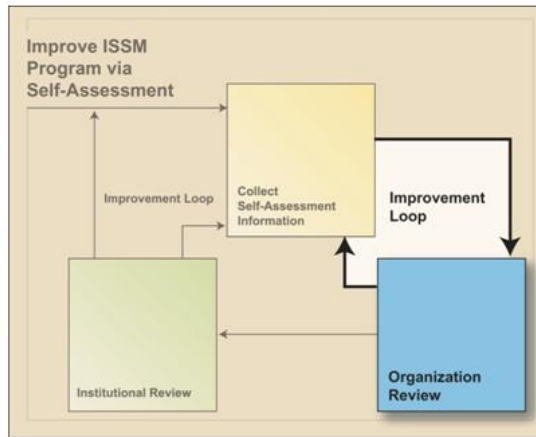 Improve ISSM
Program via
Self-Assessment
Collect
Self-Assessment
Information
Improvement Loop
Improvement
Loop
Institutional Review
Organization
Review